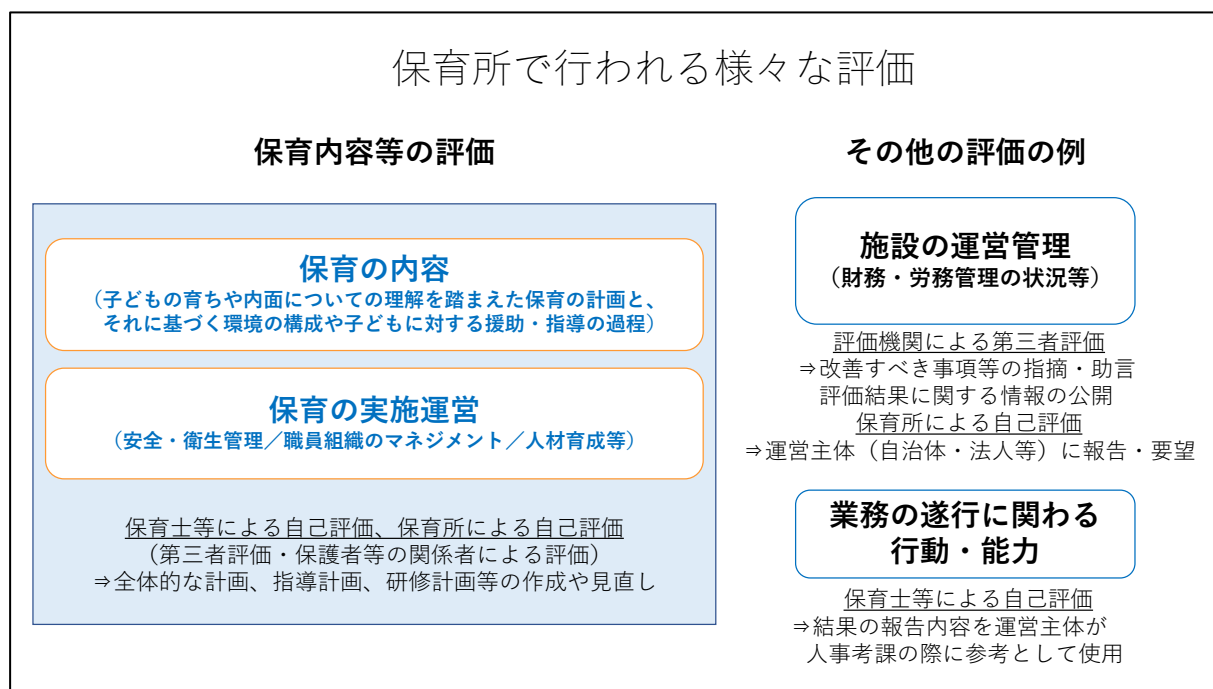 保育所で行われる様々な評価
保育内容等の評価
保育の内容
（子どもの育ちや内面についての理解を踏まえた保育の計画と、
それに基づく環境の構成や子どもに対する援助・指導の過程）
保育の実施運営
（安全・衛生管理／職員組織のマネジメント／人材育成等）
保育士等による自己評価、保育所による自己評価
（第三者評価・保護者等の関係者による評価）
⇒全体的な計画、指導計画、研修計画等の作成や見直し
その他の評価の例
施設の運営管理
（財務・労務管理の状況等）
評価機関による第三者評価
⇒改善すべき事項等の指摘・助言
評価結果に関する情報の公開
保育所による自己評価
⇒運営主体（自治体・法人等）に報告・要望
業務の遂行に関わる
行動・能力
保育士等による自己評価
⇒結果の報告内容を運営主体が
人事考課の際に参考として使用